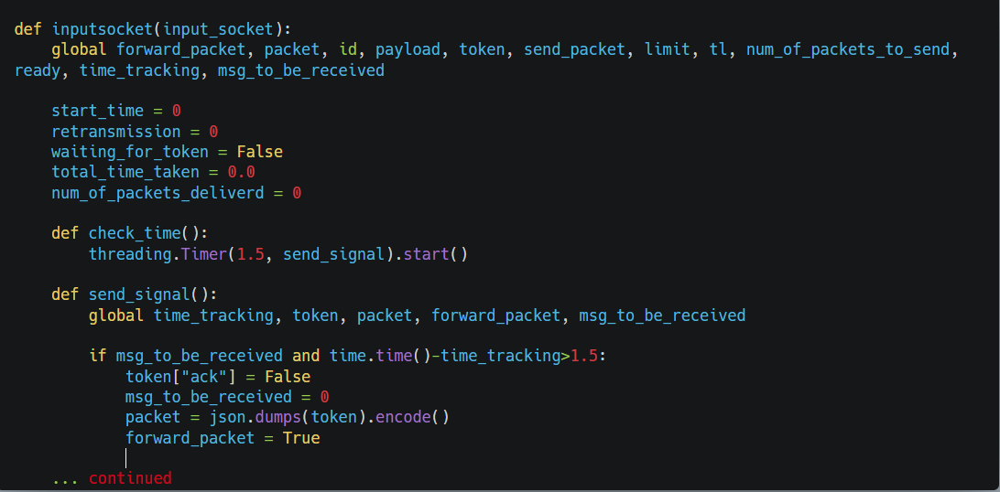 def inputsocket(input_socket):
    global forward_packet, packet, id, payload, token, send_packet, limit, tl, num_of_packets_to_send,
ready, time_tracking, msg_to_be_received
    start_time = 0
    retransmission = 0
    waiting_for_token = False
    total_time_taken = 0.0
    num_of_packets_deliverd = 0
    def check_time():
        threading.Timer(1.5, send_signal).start()
    def send_signal():
        global time_tracking, token, packet, forward_packet, msg_to_be_received
        if msg_to_be_received and time.time()-time_tracking>1.5:
            token["ack"] = False
            msg_to_be_received = 0
            packet = json.dumps(token).encode()
            forward_packet = True
    ... continued